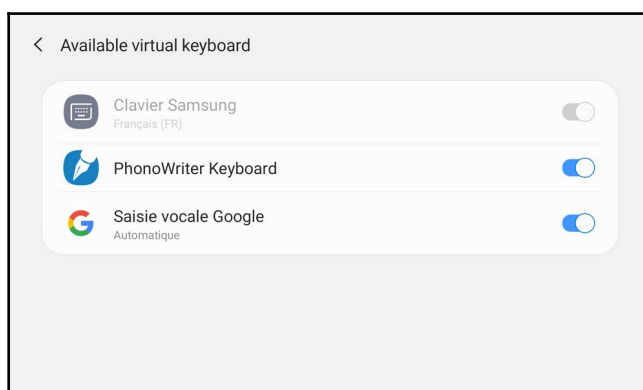 Available virtual keyboard
Clavier Samsung
Français (FR)
PhonoWriter Keyboard
Saisie vocale Google
Automatique